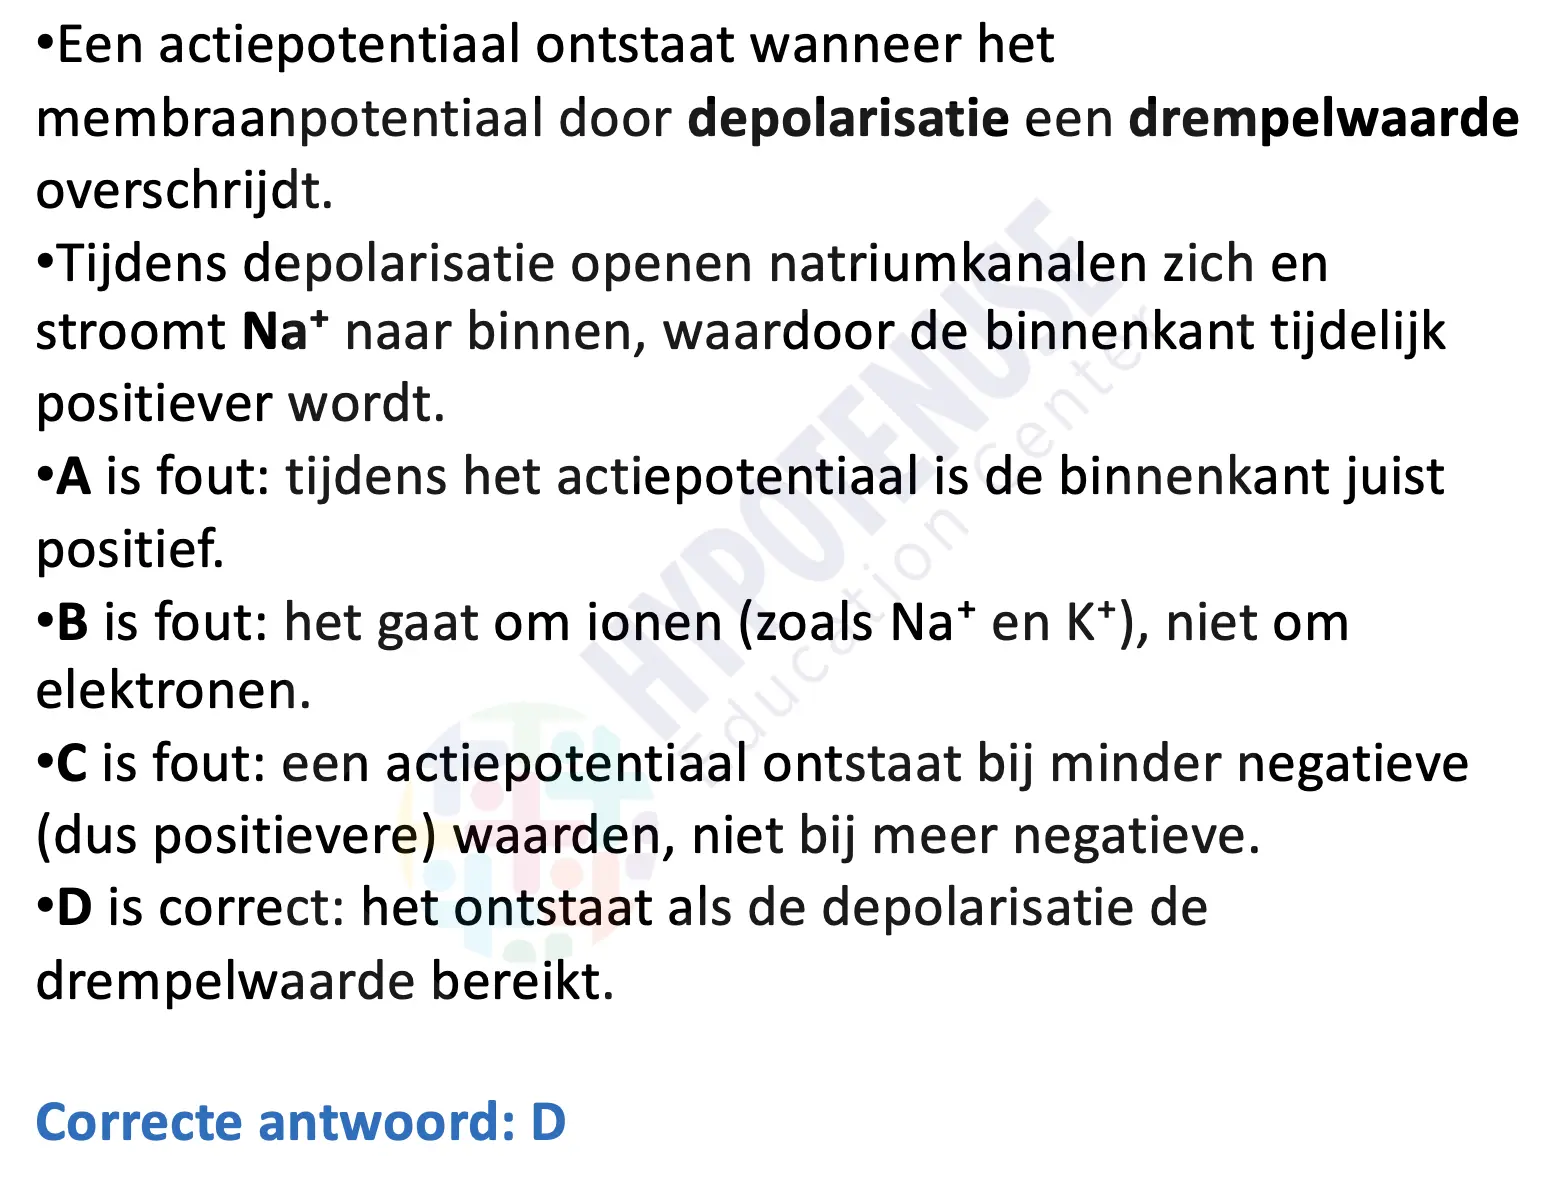 •Een actiepotentiaal ontstaat wanneer het
membraanpotentiaal door depolarisatie een drempelwaarde
overschrijdt.
•Tijdens depolarisatie openen natriumkanalen zich en
stroomt Na⁺ naar binnen, waardoor de binnenkant tijdelijk
positiever wordt.
•A is fout: tijdens het actiepotentiaal is de binnenkant juist
positief.
•B is fout: het gaat om ionen (zoals Na⁺ en K⁺), niet om
elektronen.
•C is fout: een actiepotentiaal ontstaat bij minder negatieve
(dus positievere) waarden, niet bij meer negatieve.
•D is correct: het ontstaat als de depolarisatie de
drempelwaarde bereikt.
Correcte antwoord: D
HYPOTENUSE
Education Center